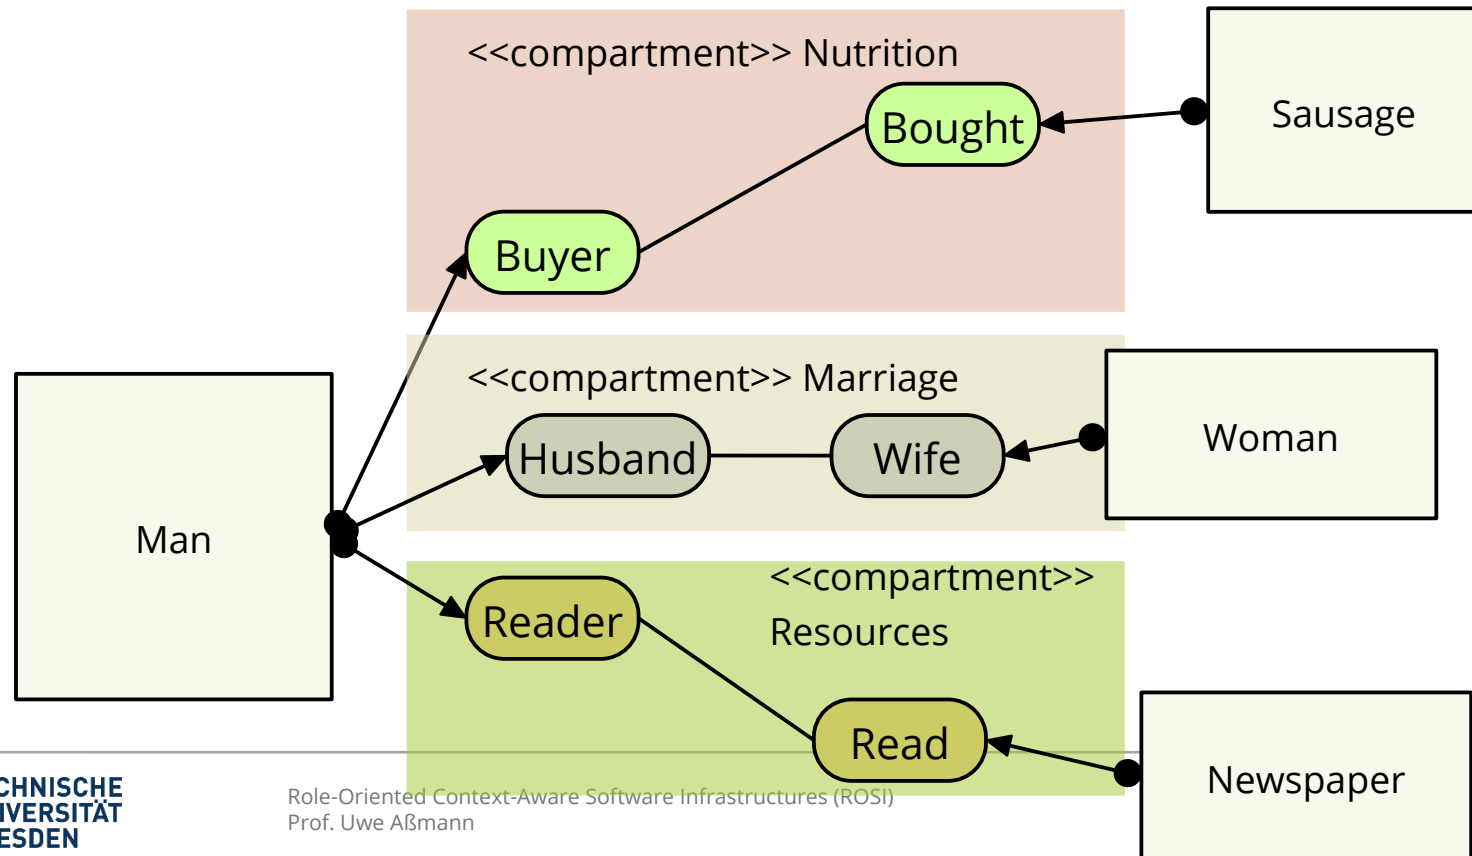 <<compartment>> Nutrition
Bought
Sausage
Buyer
<<compartment>> Marriage
Husband
Wife
Woman
Man
<<compartment>>
Resources
Reader
Read
Newspaper
CHNISCHE
IVERSITÄT
ESDEN
Role-Oriented Context-Aware Software Infrastructures (ROSI)
Prof. Uwe Aßmann